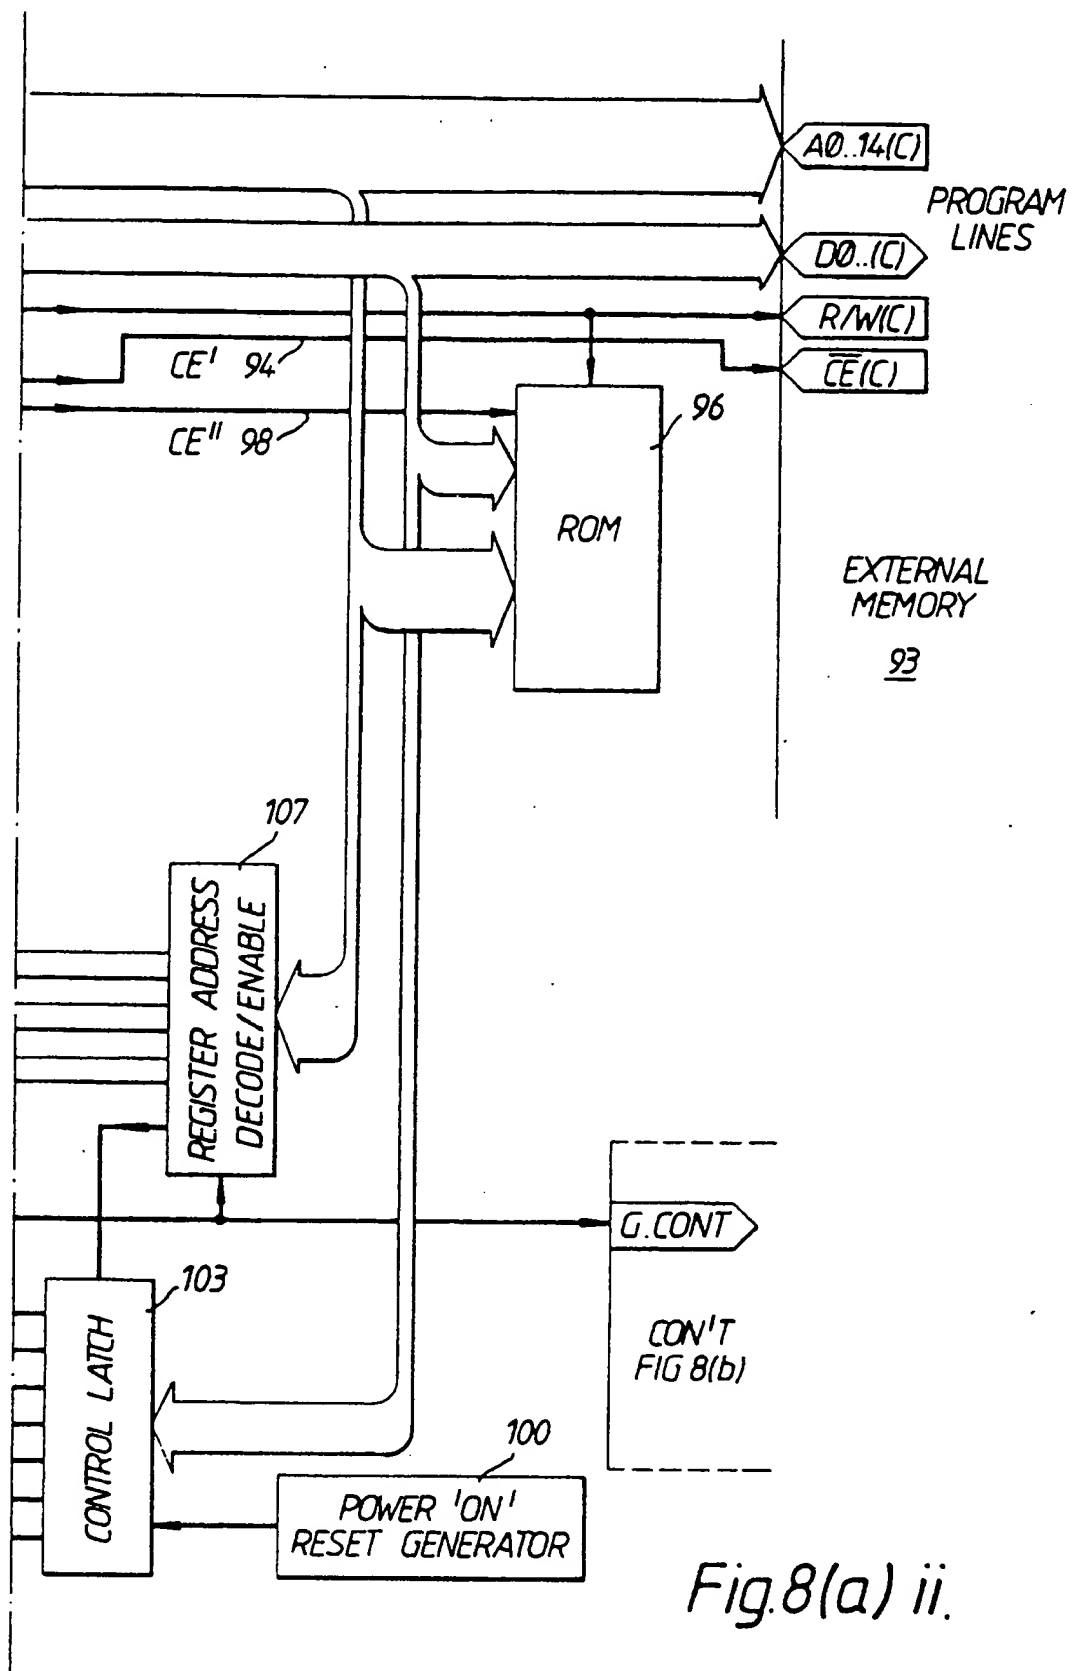 A0..14(C)
PROGRAM
LINES
D0..(C)
R/W(C)
CE' 94
C̅E̅(C)
CE" 98
96
ROM
EXTERNAL
MEMORY
93
107
REGISTER ADDRESS
DECODE/ENABLE
G.CONT
103
CONTROL LATCH
CON'T
FIG 8(b)
100
POWER 'ON'
RESET GENERATOR
Fig.8(a) ii.